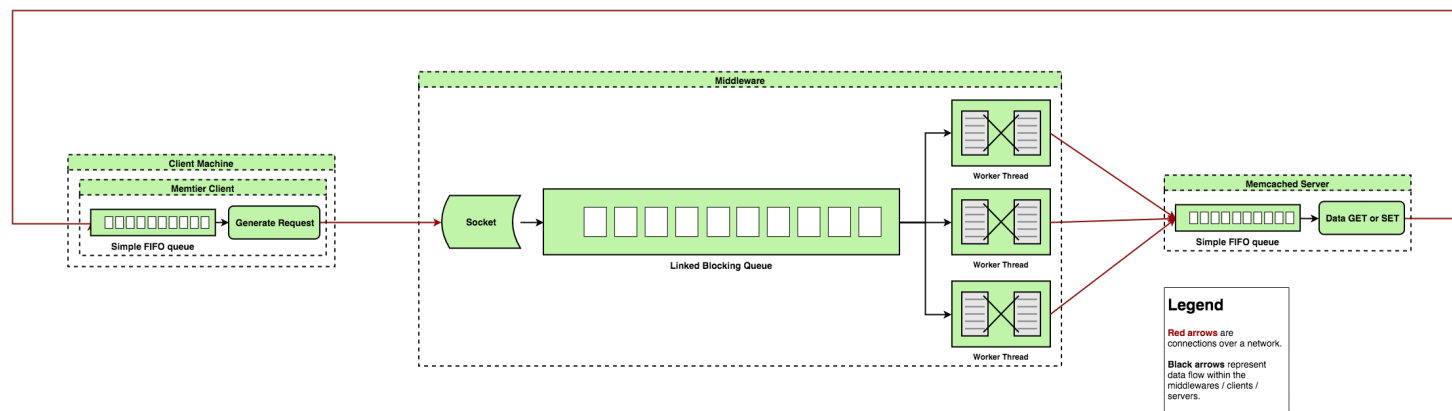 Middleware
Client Machine
Memtier Client
Generate Request
Simple FIFO queue
Socket
Linked Blocking Queue
Worker Thread
Worker Thread
Worker Thread
Memcached Server
Data GET or SET
Simple FIFO queue
Legend
Red arrows are
connections over a network.
Black arrows represent
data flow within the
middlewares / clients /
servers.